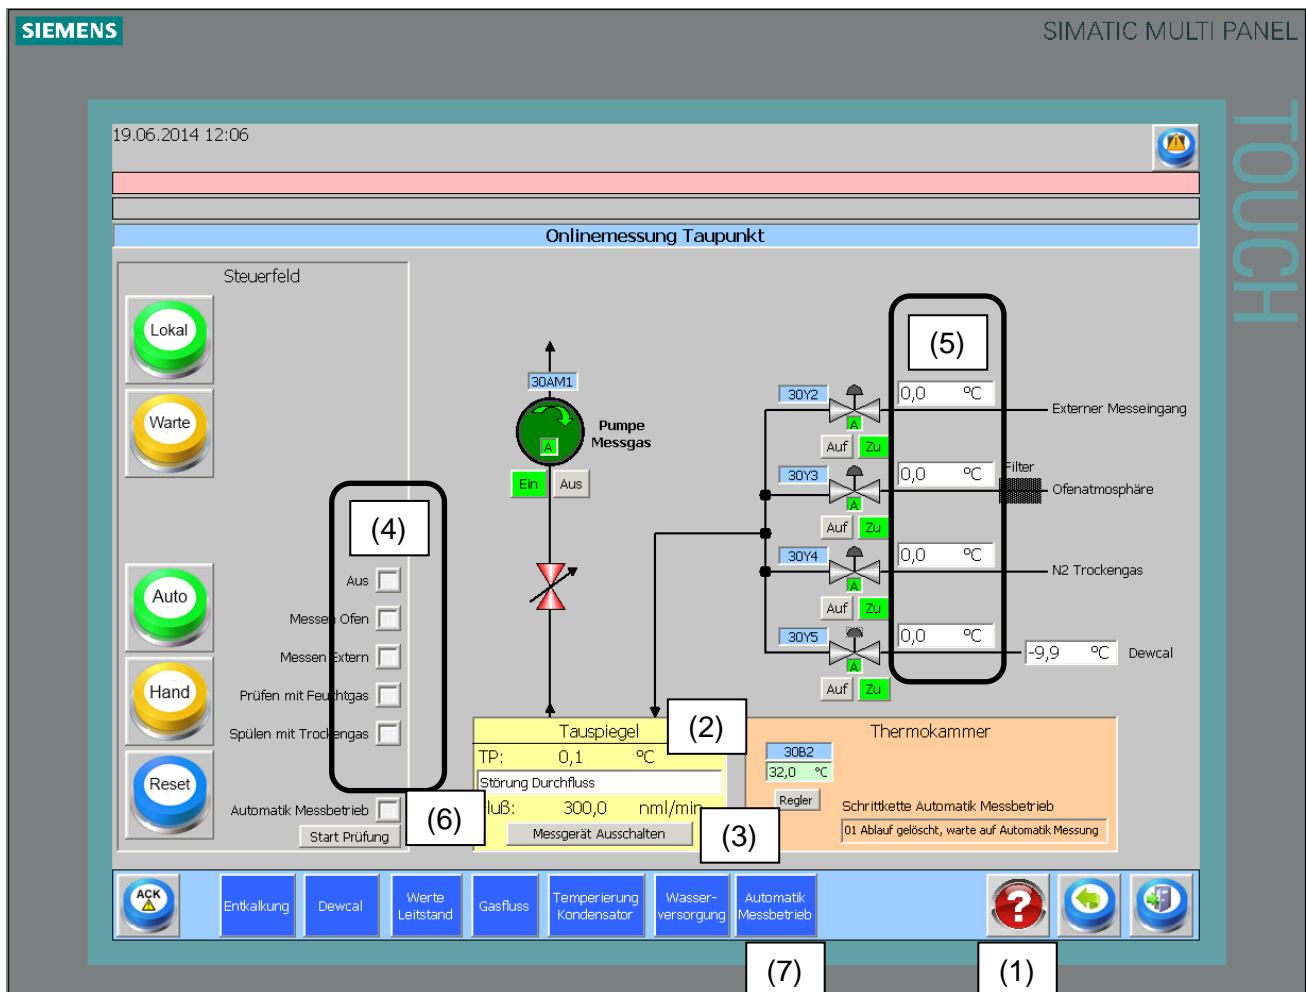 SIEMENS
SIMATIC MULTI PANEL
TOUCH
19.06.2014 12:06
Onlinemessung Taupunkt
Steuerfeld
Lokal
Warte
(4)
Aus
Auto
Messen Ofen
Messen Extern
Hand
Prüfen mit Feuchtgas
Spülen mit Trockengas
Reset
Automatik Messbetrieb
(6)
Start Prüfung
30AM1
A
Pumpe
Messgas
Ein
Aus
(5)
30Y2
0,0 °C
Externer Messeingang
A
Auf
Zu
30Y3
0,0 °C
Filter
Ofenatmosphäre
A
Auf
Zu
30Y4
0,0 °C
N2 Trockengas
A
Auf
Zu
30Y5
0,0 °C
-9,9 °C
Dewcal
A
Auf
Zu
Tauspiegel
(2)
TP: 0,1 °C
Störung Durchfluss
300,0 nml/min
Messgerät Ausschalten
(3)
Thermokammer
30B2
32,0 °C
Regler
Schrittkette Automatik Messbetrieb
01 Ablauf gelöscht, warte auf Automatik Messung
ACK
Entkalkung
Dewcal
Werte
Leitstand
Gasfluss
Temperierung
Kondensator
Wasser-
versorgung
Automatik
Messbetrieb
?
(7)
(1)